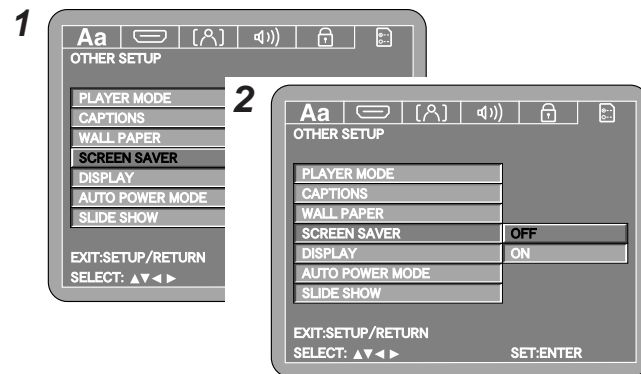 1
Aa
OTHER SETUP
PLAYER MODE
CAPTIONS
WALL PAPER
SCREEN SAVER
DISPLAY
AUTO POWER MODE
SLIDE SHOW
EXIT:SETUP/RETURN
SELECT: ▲▼◄►
2
Aa
OTHER SETUP
PLAYER MODE
CAPTIONS
WALL PAPER
SCREEN SAVER OFF
DISPLAY ON
AUTO POWER MODE
SLIDE SHOW
EXIT:SETUP/RETURN
SELECT: ▲▼◄► SET:ENTER